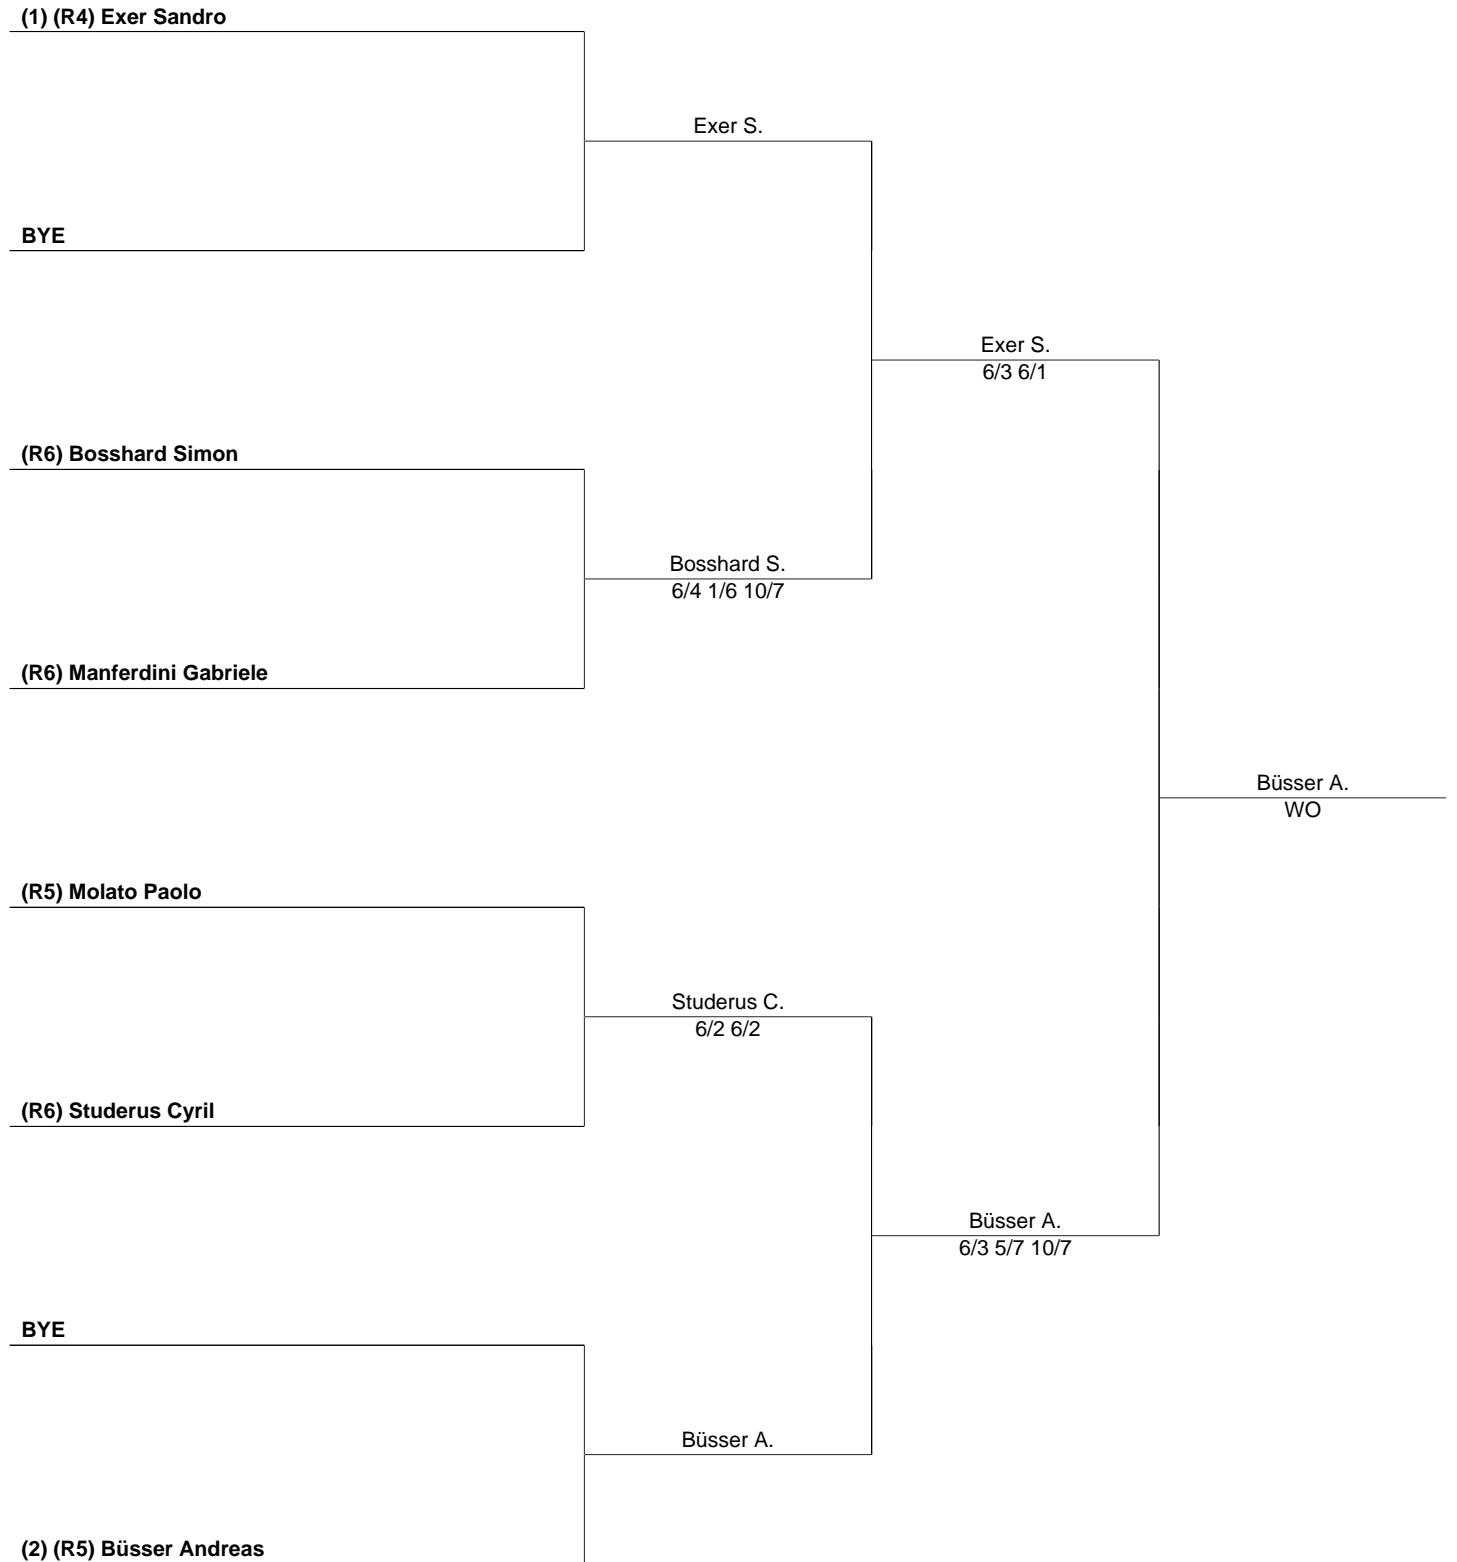 (1) (R4) Exer Sandro
Exer S.
BYE
Exer S.
6/3 6/1
(R6) Bosshard Simon
Bosshard S.
6/4 1/6 10/7
(R6) Manferdini Gabriele
Büsser A.
WO
(R5) Molato Paolo
Studerus C.
6/2 6/2
(R6) Studerus Cyril
Büsser A.
6/3 5/7 10/7
BYE
Büsser A.
(2) (R5) Büsser Andreas